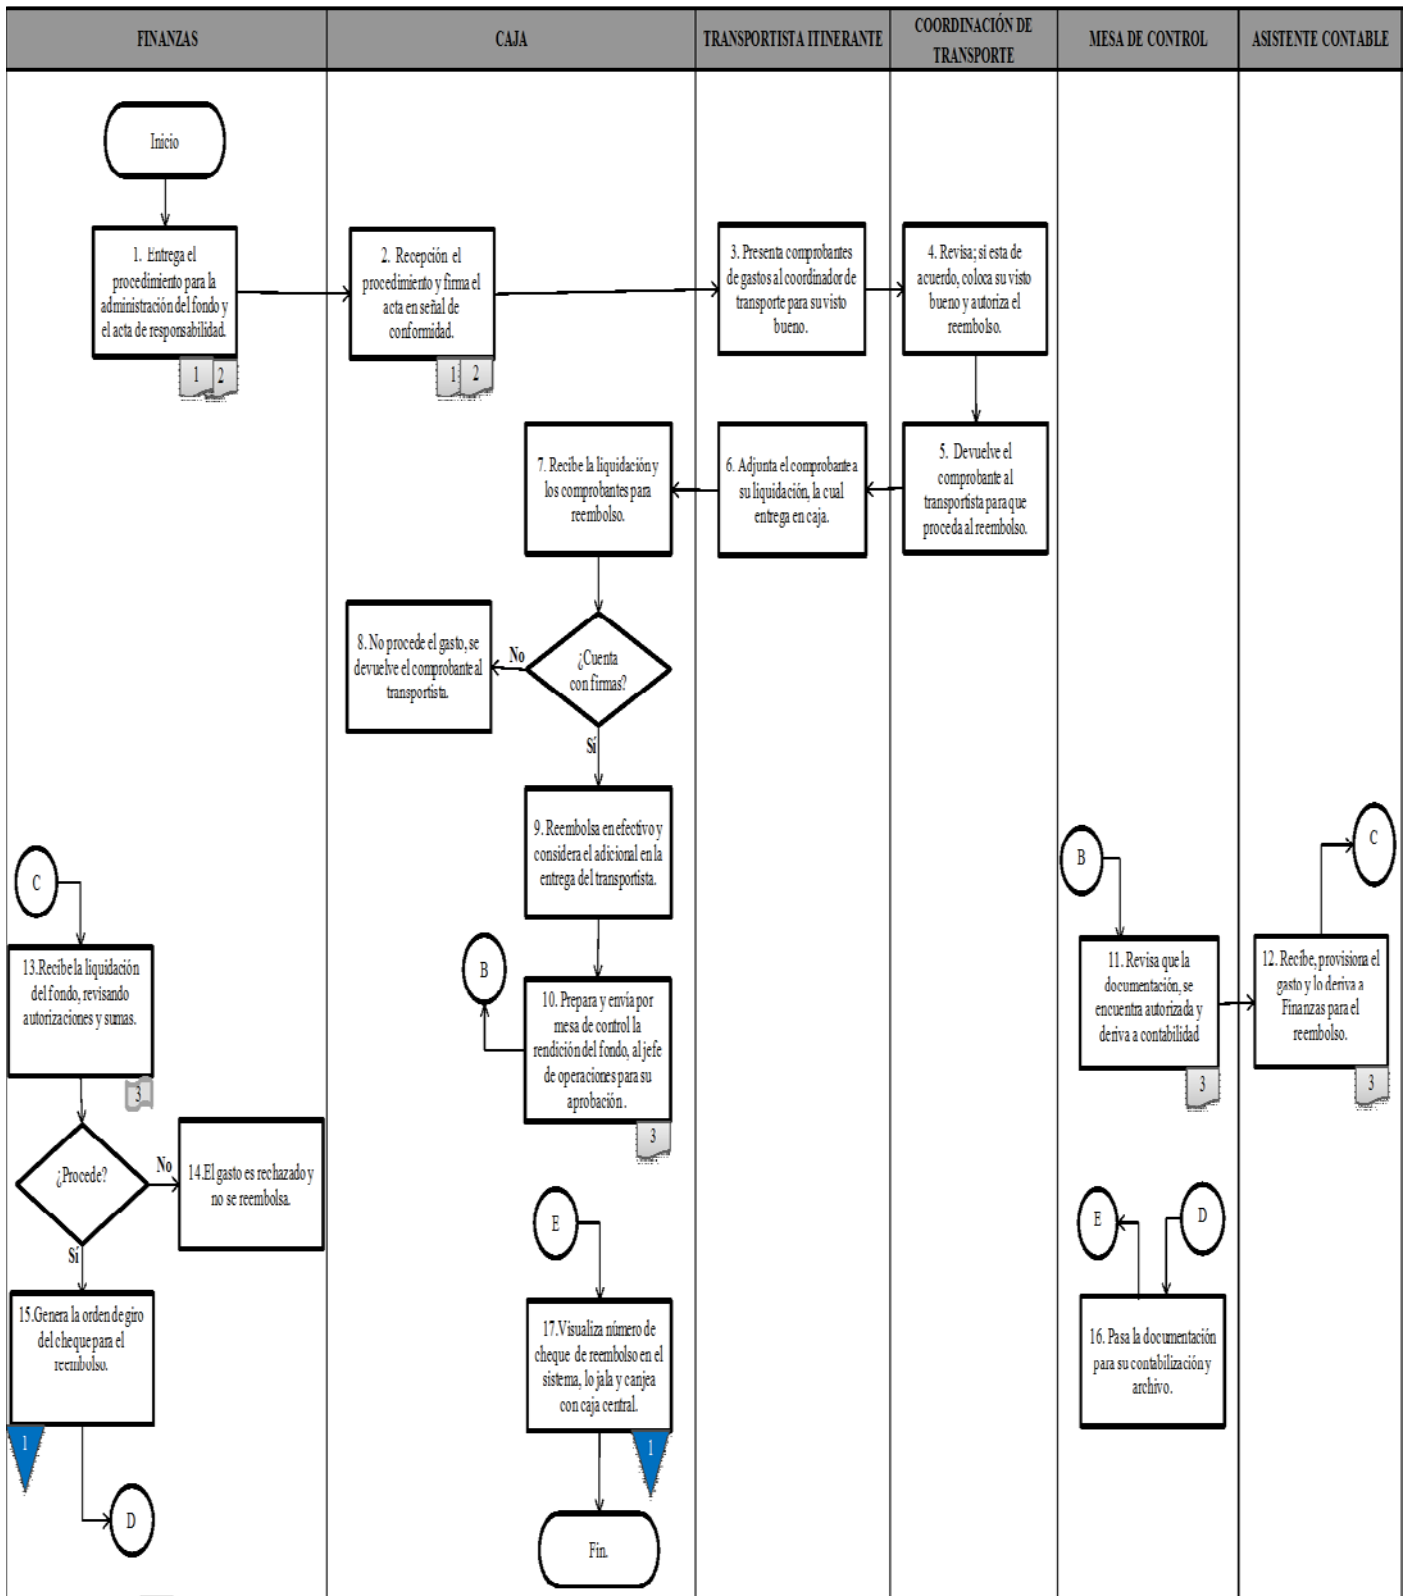 FINANZAS
CAJA
TRANSPORTISTA ITINERANTE
COORDINACIÓN DE
TRANSPORTE
MESA DE CONTROL
ASISTENTE CONTABLE
Inicio
1. Entrega el
procedimiento para la
administración del fondo y
el acta de responsabilidad.
1
2
2. Recepción el
procedimiento y firma el
acta en señal de
conformidad.
1
2
3. Presenta comprobantes
de gastos al coordinador de
transporte para su visto
bueno.
4. Revisa; si esta de
acuerdo, coloca su visto
bueno y autoriza el
reembolso.
7. Recibe la liquidación y
los comprobantes para
reembolso.
6. Adjunta el comprobante a
su liquidación, la cual
entrega en caja.
5. Devuelve el
comprobante al
transportista para que
proceda al reembolso.
8. No procede el gasto, se
devuelve el comprobante al
transportista.
No
¿Cuenta
con firmas?
Sí
9. Reembolsa en efectivo y
considera el adicional en la
entrega del transportista.
C
B
C
13.Recibe la liquidación
del fondo, revisando
autorizaciones y sumas.
3
B
10. Prepara y envía por
mesa de control la
rendición del fondo, al jefe
de operaciones para su
aprobación .
3
11. Revisa que la
documentación, se
encuentra autorizada y
deriva a contabilidad
3
12. Recibe, provisiona el
gasto y lo deriva a
Finanzas para el
reembolso.
3
¿Procede?
No
14.El gasto es rechazado y
no se reembolsa.
Sí
E
E
D
15.Genera la orden de giro
del cheque para el
reembolso.
1
17.Visualiza número de
cheque de reembolso en el
sistema, lo jala y canjea
con caja central.
1
16. Pasa la documentación
para su contabilización y
archivo.
D
Fin.